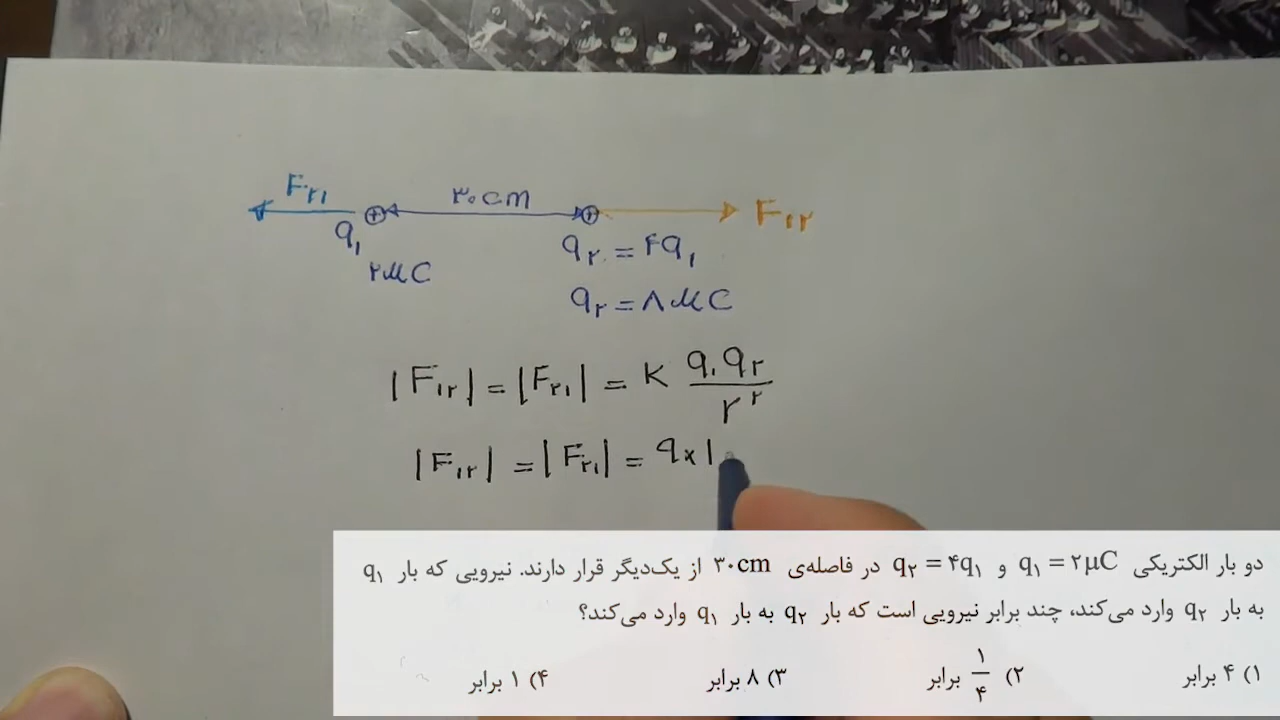 F۲۱ ۳۰cm F۱۲
q۱ q۲ = ۴q۱
۲μC q۲ = ۸μC
|F۱۲| = |F۲۱| = K q۱q۲ / r۲
|F۱۲| = |F۲۱| = ۹×۱
دو بار الکتریکی q۱ = ۲μC و q۲ = ۴q۱ در فاصله‌ی ۳۰cm از یک‌دیگر قرار دارند. نیرویی که بار q۱
به بار q۲ وارد می‌کند، چند برابر نیرویی است که بار q۲ به بار q۱ وارد می‌کند؟
۱) ۴ برابر ۲) ۱/۴ برابر ۳) ۸ برابر ۴) ۱ برابر